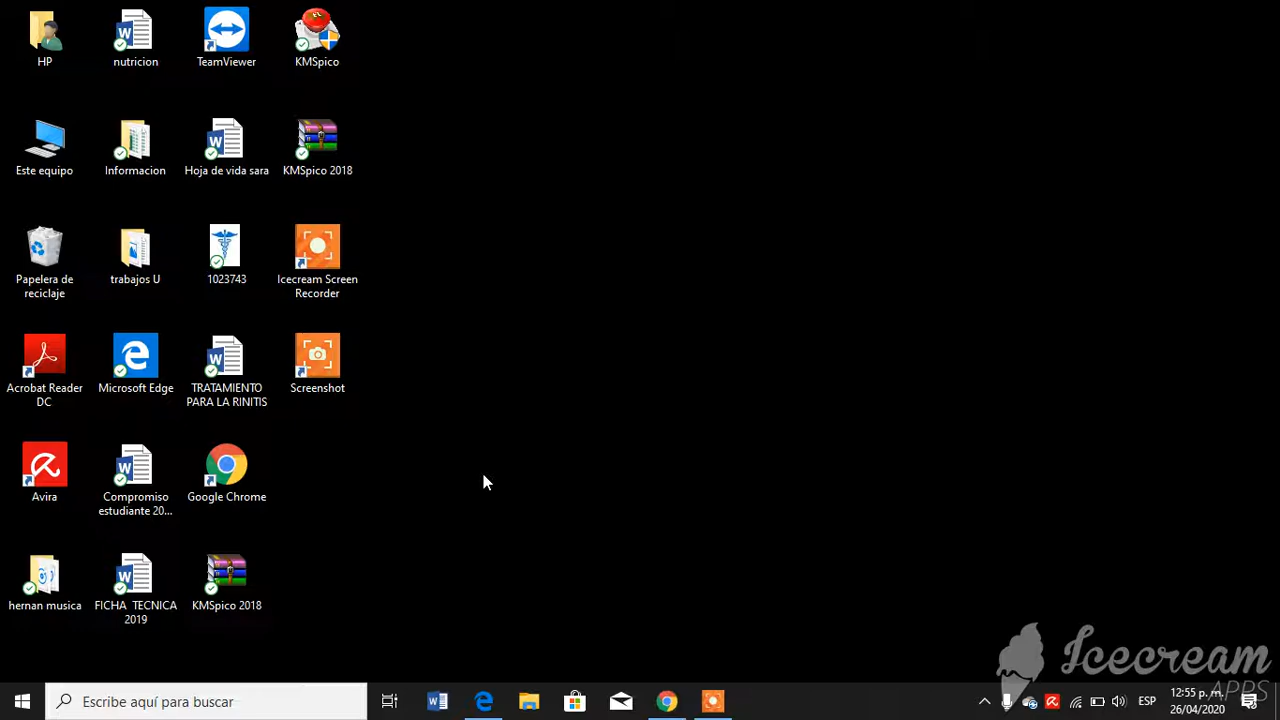 HP
nutricion
TeamViewer
KMSpico
Este equipo
Informacion
Hoja de vida sara
KMSpico 2018
Papelera de
reciclaje
trabajos U
1023743
Icecream Screen
Recorder
Acrobat Reader
DC
Microsoft Edge
TRATAMIENTO
PARA LA RINITIS
Screenshot
Avira
Compromiso
estudiante 20...
Google Chrome
hernan musica
FICHA TECNICA
2019
KMSpico 2018
Icecream
APPS
Escribe aquí para buscar
ESP
12:55 p. m.
26/04/2020